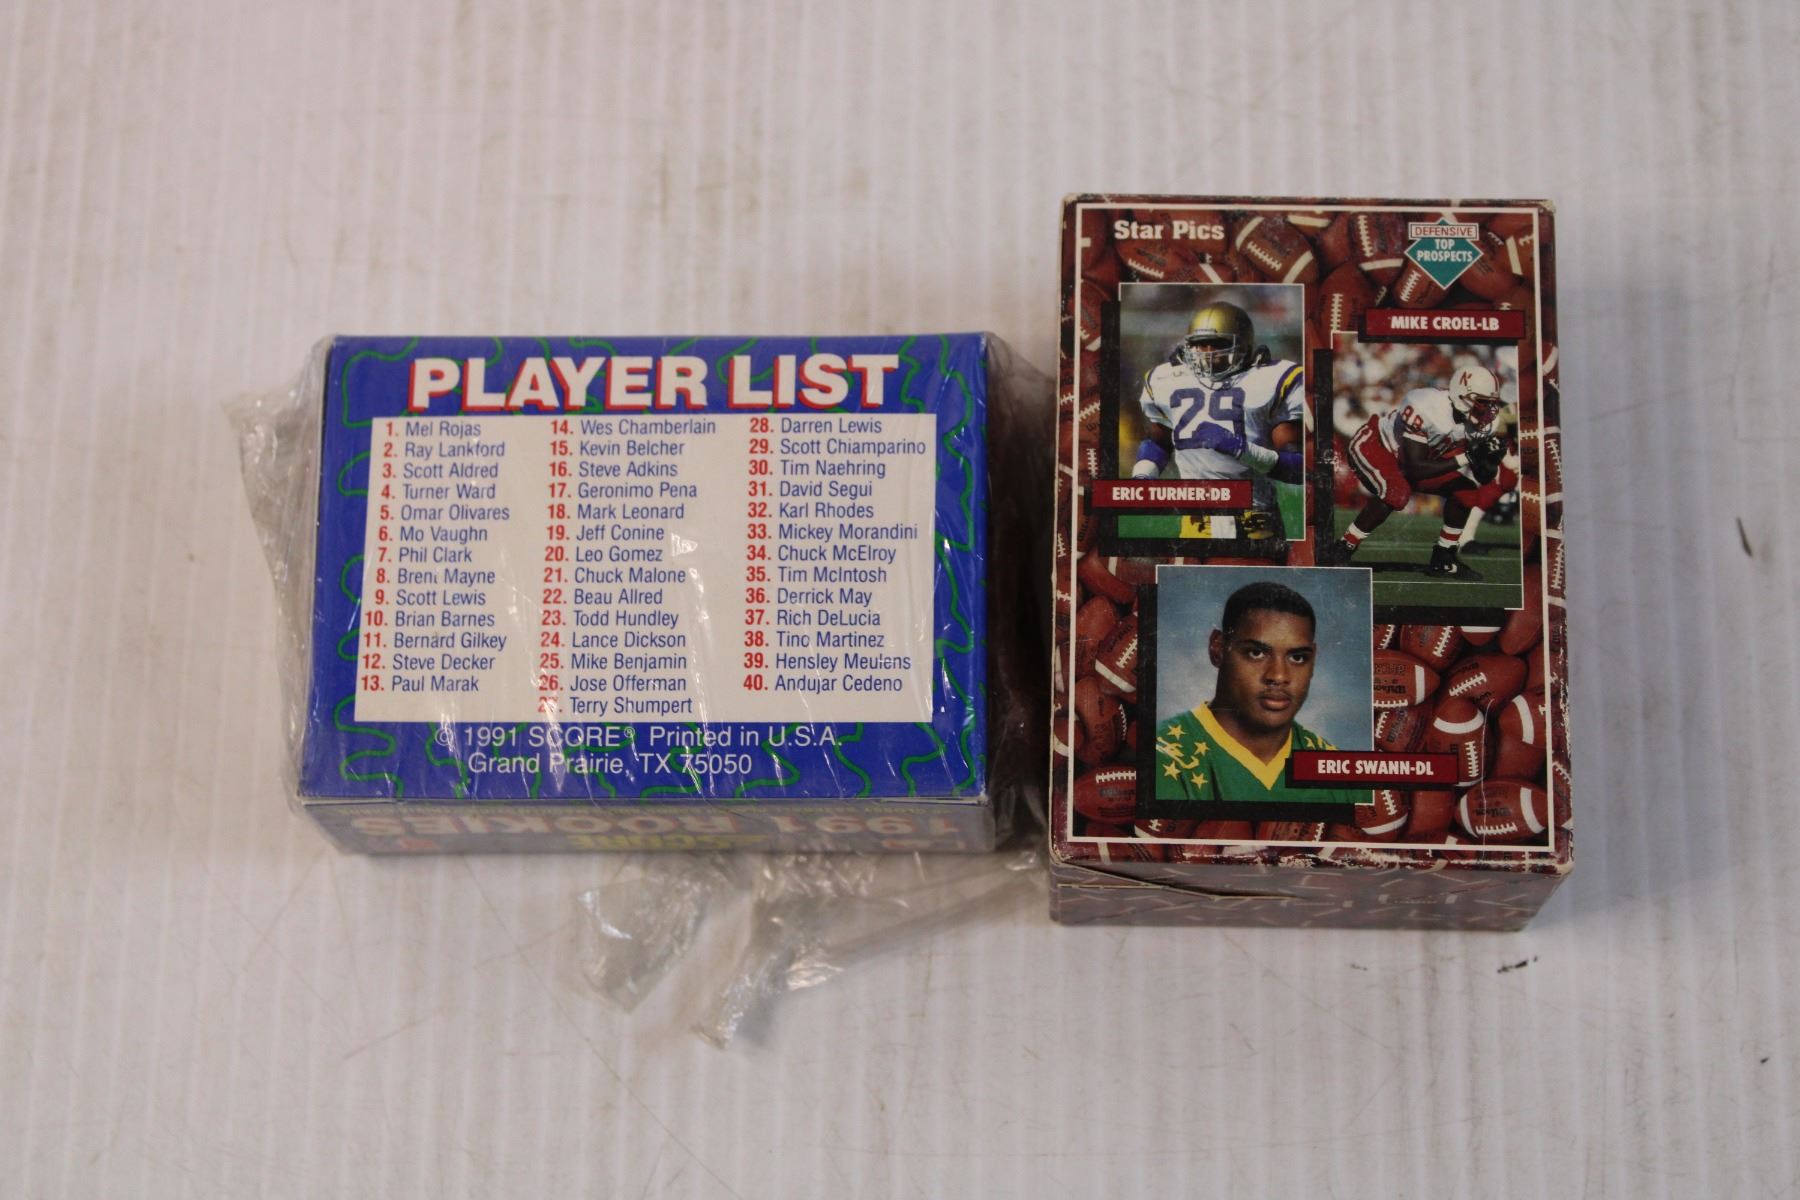 PLAYER LIST
1. Mel Rojas
2. Ray Lankford
3. Scott Aldred
4. Turner Ward
5. Omar Olivares
6. Mo Vaughn
7. Phil Clark
8. Brent Mayne
9. Scott Lewis
10. Brian Barnes
11. Bernard Gilkey
12. Steve Decker
13. Paul Marak
14. Wes Chamberlain
15. Kevin Belcher
16. Steve Adkins
17. Geronimo Pena
18. Mark Leonard
19. Jeff Conine
20. Leo Gomez
21. Chuck Malone
22. Beau Allred
23. Todd Hundley
24. Lance Dickson
25. Mike Benjamin
26. Jose Offerman
27. Terry Shumpert
28. Darren Lewis
29. Scott Chiamparino
30. Tim Naehring
31. David Segui
32. Karl Rhodes
33. Mickey Morandini
34. Chuck McElroy
35. Tim McIntosh
36. Derrick May
37. Rich DeLucia
38. Tino Martinez
39. Hensley Meulens
40. Andujar Cedeno
© 1991 SCORE® Printed in U.S.A.
Grand Prairie, TX 75050
SCORE
1991 ROOKIES
Star Pics
DEFENSIVE
TOP
PROSPECTS
MIKE CROEL-LB
ERIC TURNER-DB
ERIC SWANN-DL
29
88
N
Wilson